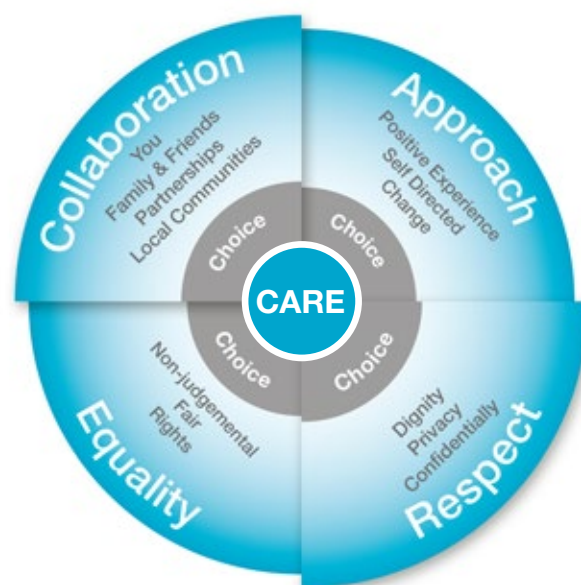 Collaboration
You
Family & Friends
Partnerships
Local Communities
Choice
Approach
Positive Experience
Self Directed
Change
Choice
CARE
Equality
Non-judgemental
Fair
Rights
Choice
Respect
Dignity
Privacy
Confidentially
Choice